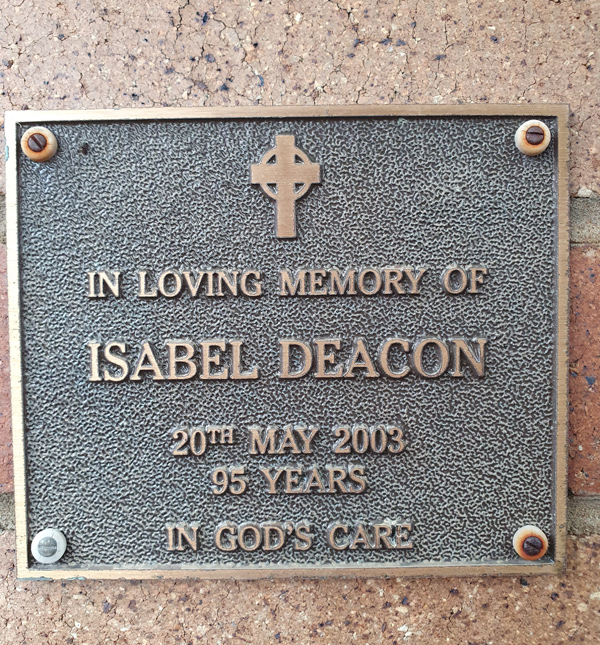 IN LOVING MEMORY OF
ISABEL DEACON
20TH MAY 2003
95 YEARS
IN GOD'S CARE